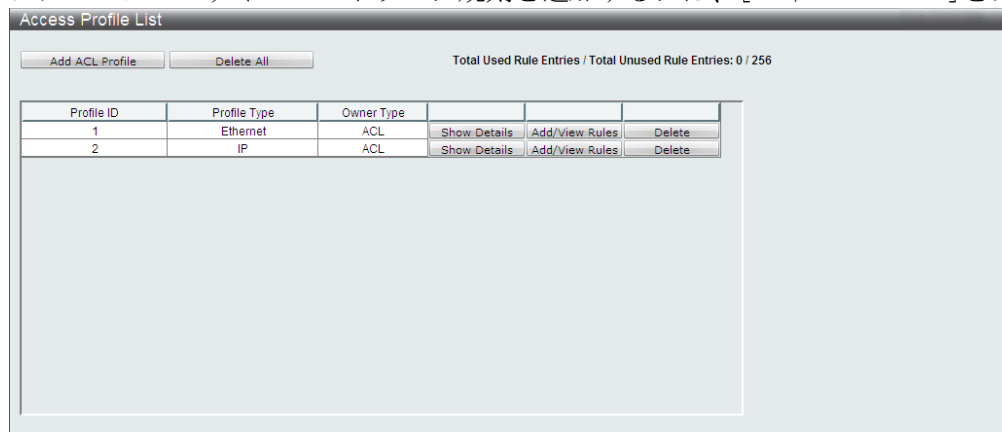 Access Profile List
Add ACL Profile Delete All Total Used Rule Entries / Total Unused Rule Entries: 0 / 256
Profile ID Profile Type Owner Type
1 Ethernet ACL Show Details Add/View Rules Delete
2 IP ACL Show Details Add/View Rules Delete